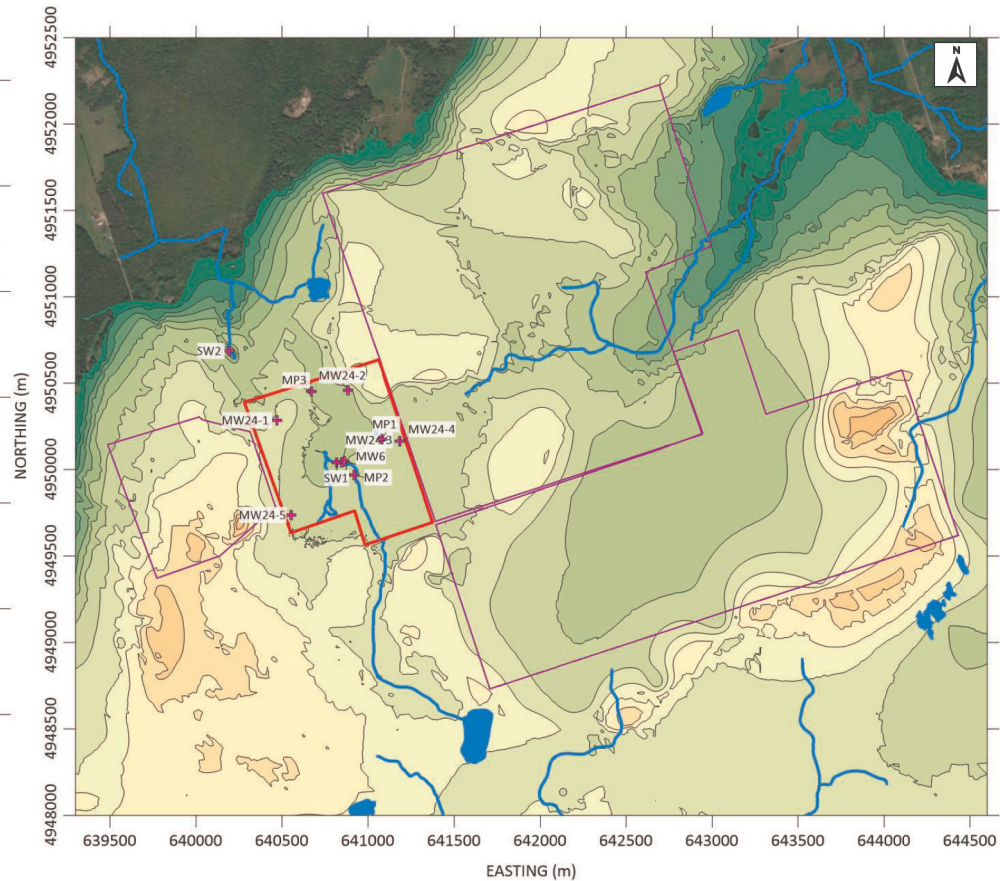 N
NORTHING (m)
4952500
4952000
4951500
4951000
4950500
4950000
4949500
4949000
4948500
4948000
SW2
MP3
MW24-2
MW24-1
MP1
MW24-4
MW24-3
MW6
SW1
MP2
MW24-5
639500
640000
640500
641000
641500
642000
642500
643000
643500
644000
644500
EASTING (m)